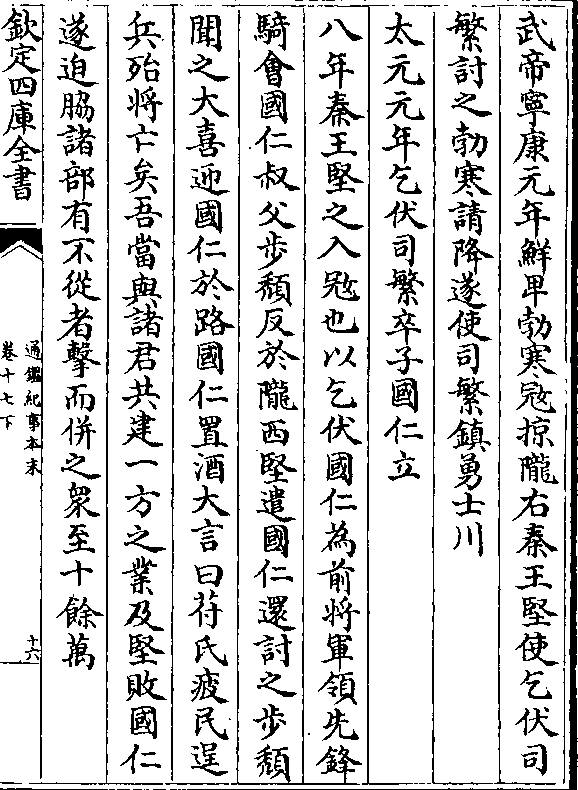 武帝寧康元年鮮卑勃寒寇掠隴右秦王堅使乞伏司
繁討之勃寒請降遂使司繁鎮勇士川
太元元年乞伏司繁卒子國仁立
八年秦王堅之入寇也以乞伏國仁為前將軍領先鋒
騎會國仁叔父步頹反於隴西堅遣國仁還討之步頹
聞之大喜迎國仁於路國仁置酒大言曰苻氏疲民逞
兵殆將亡矣吾當與諸君共建一方之業及堅敗國仁
遂迫脇諸部有不從者擊而併之衆至十餘萬
欽定四庫全書
通鑑紀事本末
卷十七下
十六